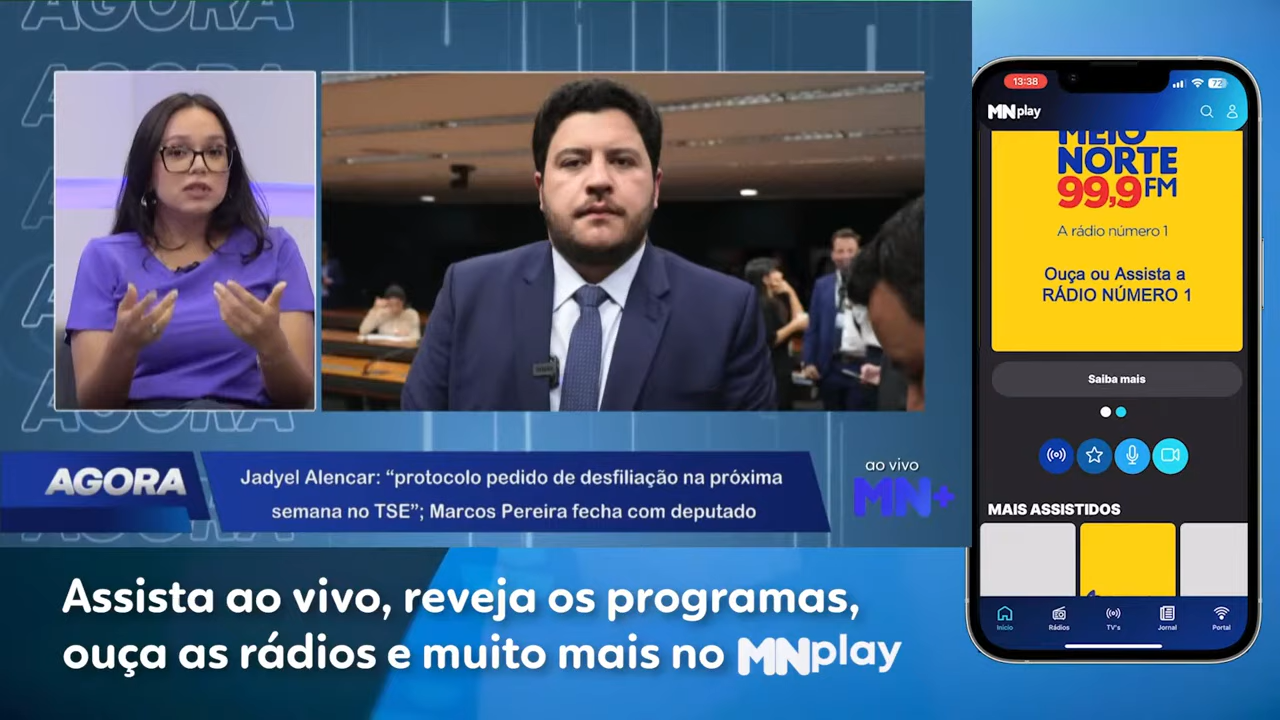 AGORA
AGORA
AGORA
Jadyel Alencar: “protocolo pedido de desfiliação na próxima
semana no TSE”; Marcos Pereira fecha com deputado
ao vivo
MN+
Assista ao vivo, reveja os programas,
ouça as rádios e muito mais no MNplay
13:38
72
MNplay
MEIO
NORTE
99,9 FM
A rádio número 1
Ouça ou Assista a
RÁDIO NÚMERO 1
Saiba mais
MAIS ASSISTIDOS
Início Rádios TV's Jornal Portal